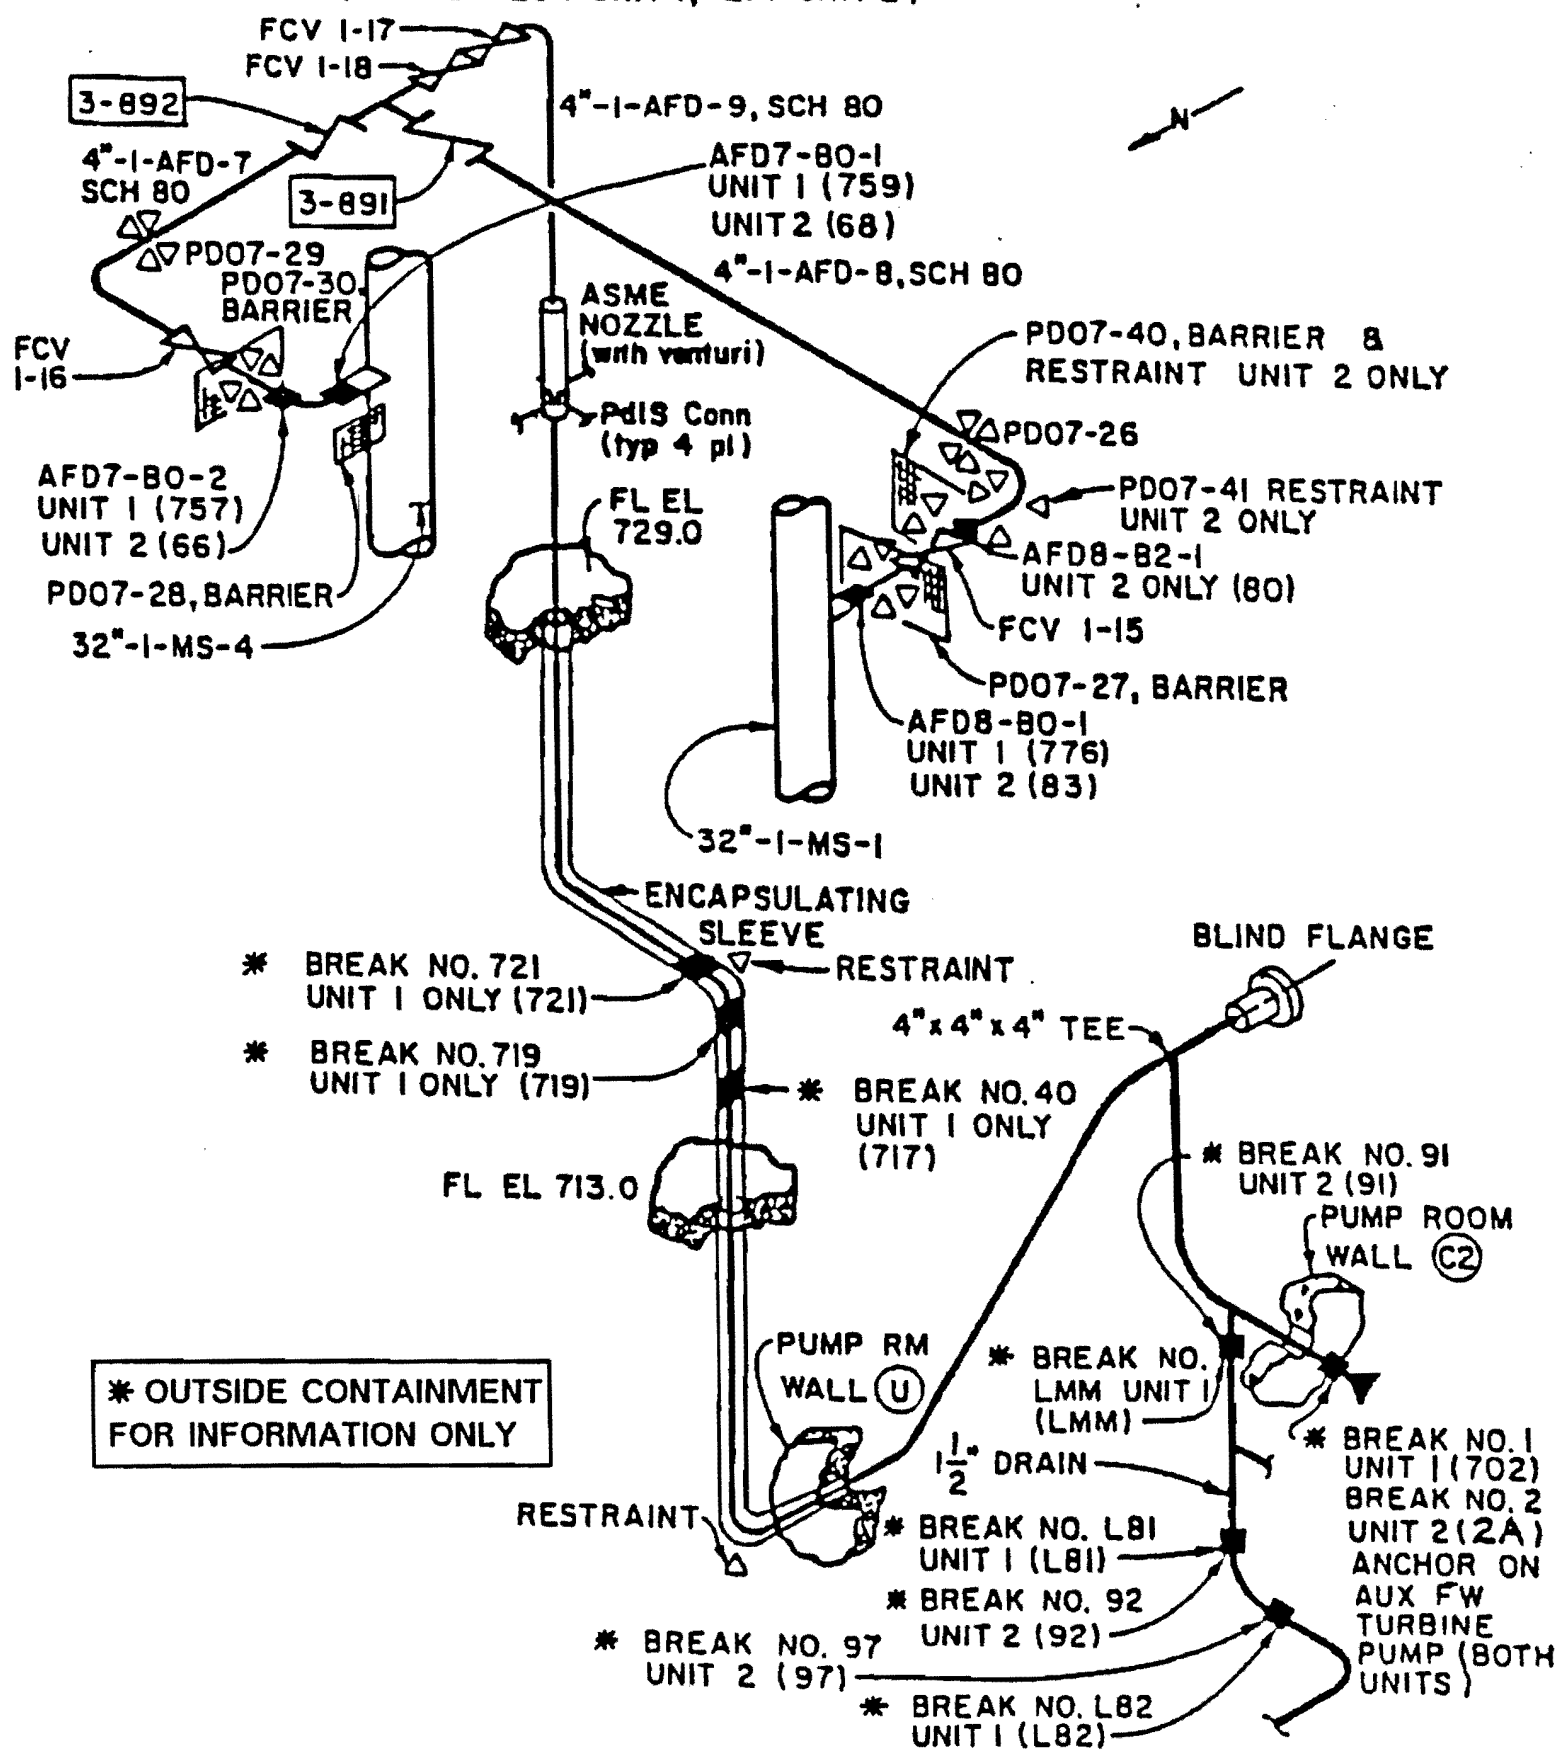 FCV 1-17
FCV 1-18
3-892
4"-1-AFD-9, SCH 80
N
4"-1-AFD-7
SCH 80
3-891
AFD7-BO-1
UNIT 1 (759)
UNIT 2 (68)
PD07-29
PD07-30
BARRIER
4"-1-AFD-8, SCH 80
ASME
NOZZLE
(with venturi)
FCV
1-16
PD07-40, BARRIER &
RESTRAINT UNIT 2 ONLY
PdIS Conn
(typ 4 pl)
PD07-26
AFD7-BO-2
UNIT 1 (757)
UNIT 2 (66)
FL EL
729.0
PD07-41 RESTRAINT
UNIT 2 ONLY
AFD8-B2-1
UNIT 2 ONLY (80)
PD07-28, BARRIER
32"-1-MS-4
FCV 1-15
PD07-27, BARRIER
AFD8-BO-1
UNIT 1 (776)
UNIT 2 (83)
32"-1-MS-1
ENCAPSULATING
SLEEVE
BLIND FLANGE
* BREAK NO. 721
UNIT 1 ONLY (721)
RESTRAINT
4"x 4"x 4" TEE
* BREAK NO. 719
UNIT 1 ONLY (719)
* BREAK NO. 40
UNIT 1 ONLY
(717)
* BREAK NO. 91
UNIT 2 (91)
FL EL 713.0
PUMP ROOM
WALL C2
PUMP RM
WALL U
* BREAK NO.
LMM UNIT 1
(LMM)
* OUTSIDE CONTAINMENT
FOR INFORMATION ONLY
1 1/2" DRAIN
* BREAK NO. 1
UNIT 1 (702)
BREAK NO. 2
UNIT 2 (2A)
ANCHOR ON
AUX FW
TURBINE
PUMP (BOTH
UNITS)
RESTRAINT
* BREAK NO. L81
UNIT 1 (L81)
* BREAK NO. 92
UNIT 2 (92)
* BREAK NO. 97
UNIT 2 (97)
* BREAK NO. L82
UNIT 1 (L82)